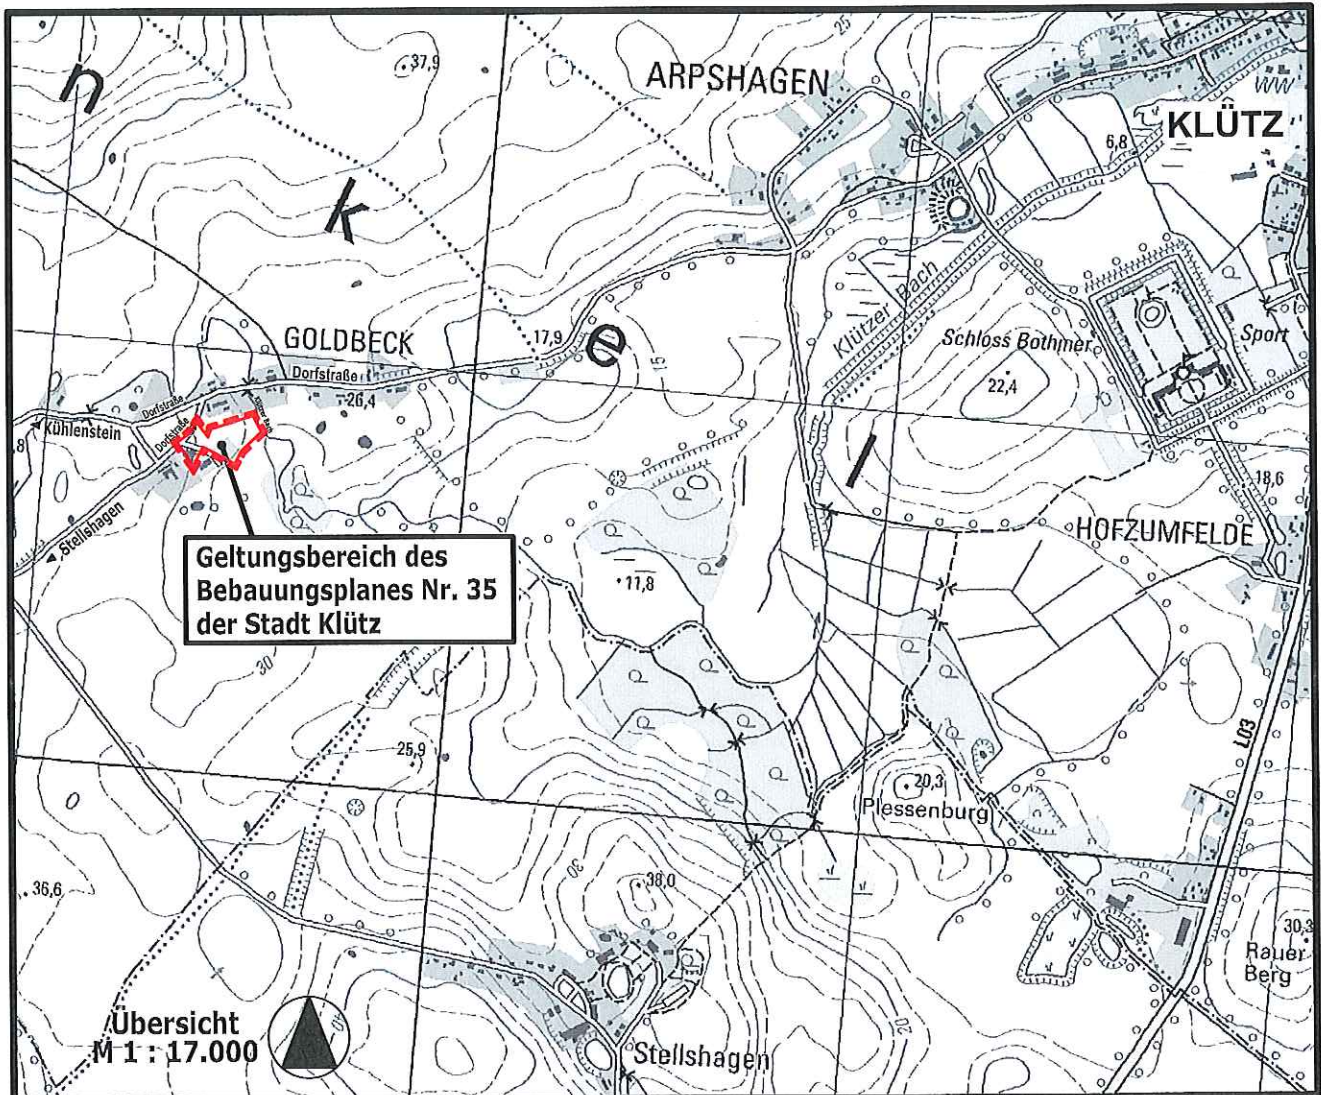 n
37,9
25
ARPSHAGEN
KLÜTZ
6,8
k
Klützer Bach
GOLDBECK
17,9
e
15
Schloss Bothmer
Sport
22,4
Dorfstraße
26,4
Dorfstraße
Dorfstraße
Kühlenstein
l
18,6
HOFZUMFELDE
Stellshagen
Geltungsbereich des
Bebauungsplanes Nr. 35
der Stadt Klütz
11,8
30
L03
25,9
20,3
Plessenburg
36,6
30
38,0
30,3
Rauer
Berg
Übersicht
M 1 : 17.000
40
20
Stellshagen